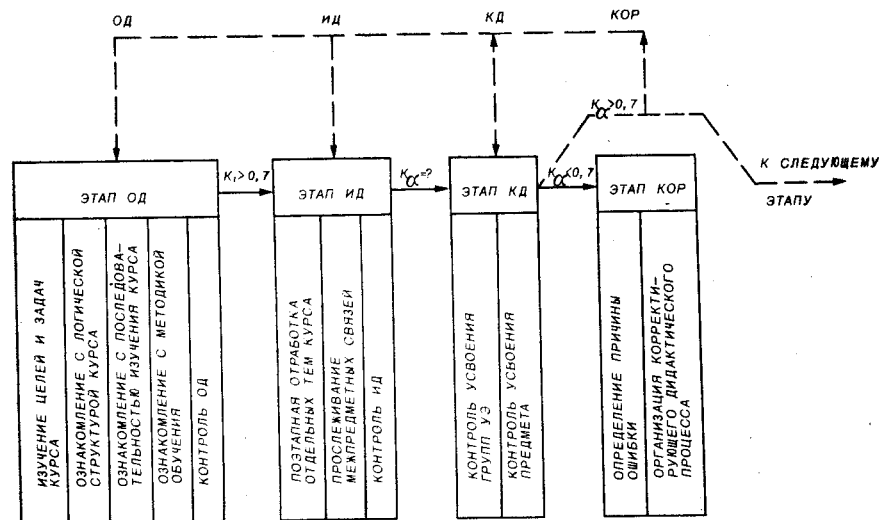 ОД
ИД
КД
КОР
Kα>0,7
К СЛЕДУЮЩЕМУ
ЭТАПУ
ЭТАП ОД
K₁>0,7
ЭТАП ИД
Kα=?
ЭТАП КД
Kα<0,7
ЭТАП КОР
ИЗУЧЕНИЕ ЦЕЛЕЙ И ЗАДАЧ
КУРСА
ОЗНАКОМЛЕНИЕ С ЛОГИЧЕСКОЙ
СТРУКТУРОЙ КУРСА
ОЗНАКОМЛЕНИЕ С ПОСЛЕДОВА-
ТЕЛЬНОСТЬЮ ИЗУЧЕНИЯ КУРСА
ОЗНАКОМЛЕНИЕ С МЕТОДИКОЙ
ОБУЧЕНИЯ
КОНТРОЛЬ ОД
ПОЭТАПНАЯ ОТРАБОТКА
ОТДЕЛЬНЫХ ТЕМ КУРСА
ПРОСЛЕЖИВАНИЕ
МЕЖПРЕДМЕТНЫХ СВЯЗЕЙ
КОНТРОЛЬ ИД
КОНТРОЛЬ УСВОЕНИЯ
ГРУПП УЭ
КОНТРОЛЬ УСВОЕНИЯ
ПРЕДМЕТА
ОПРЕДЕЛЕНИЕ ПРИЧИНЫ
ОШИБКИ
ОРГАНИЗАЦИЯ КОРРЕКТИ-
РУЮЩЕГО ДИДАКТИЧЕСКОГО
ПРОЦЕССА